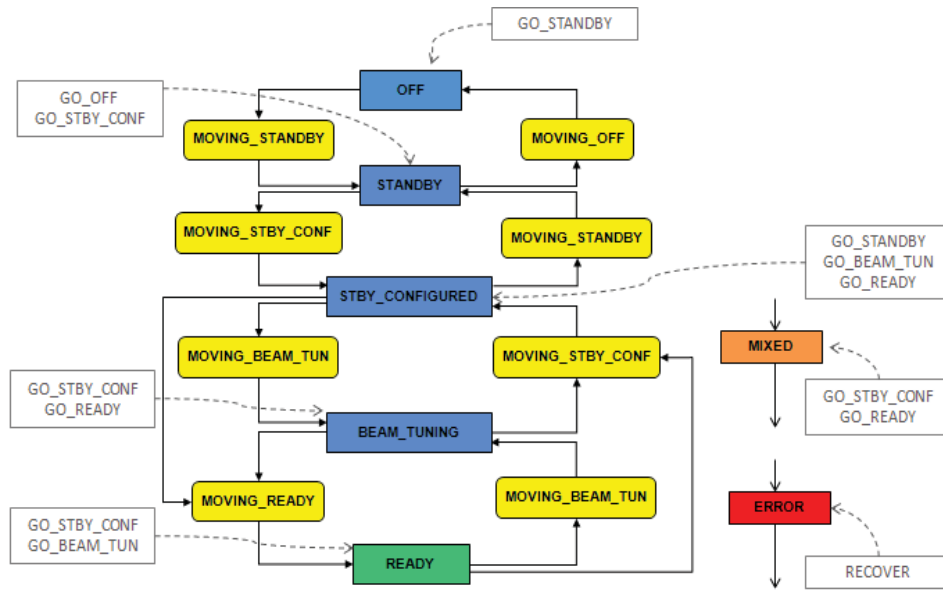 GO_STANDBY
OFF
GO_OFF
GO_STBY_CONF
MOVING_STANDBY
MOVING_OFF
STANDBY
MOVING_STBY_CONF
MOVING_STANDBY
GO_STANDBY
GO_BEAM_TUN
GO_READY
STBY_CONFIGURED
MOVING_BEAM_TUN
MOVING_STBY_CONF
MIXED
GO_STBY_CONF
GO_READY
GO_STBY_CONF
GO_READY
BEAM_TUNING
MOVING_READY
MOVING_BEAM_TUN
ERROR
GO_STBY_CONF
GO_BEAM_TUN
READY
RECOVER